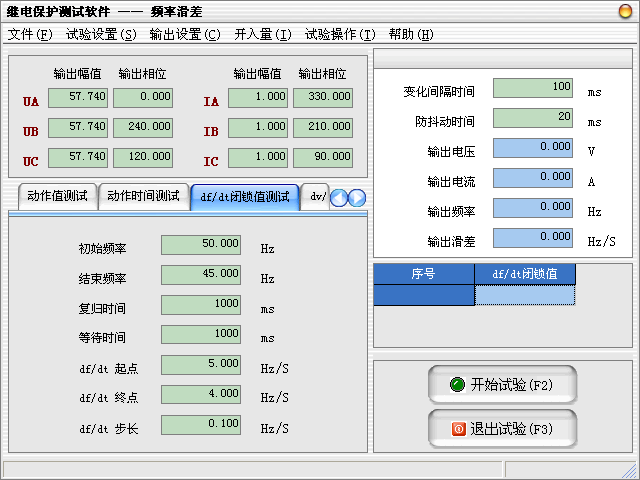 继电保护测试软件 —— 频率滑差
文件(F) 试验设置(S) 输出设置(C) 开入量(I) 试验操作(T) 帮助(H)
输出幅值 输出相位 输出幅值 输出相位
UA 57.740 0.000 IA 1.000 330.000
UB 57.740 240.000 IB 1.000 210.000
UC 57.740 120.000 IC 1.000 90.000
动作值测试 动作时间测试 df/dt闭锁值测试 dv/
初始频率 50.000 Hz
结束频率 45.000 Hz
复归时间 1000 ms
等待时间 1000 ms
df/dt 起点 5.000 Hz/S
df/dt 终点 4.000 Hz/S
df/dt 步长 0.100 Hz/S
变化间隔时间 100 ms
防抖动时间 20 ms
输出电压 0.000 V
输出电流 0.000 A
输出频率 0.000 Hz
输出滑差 0.000 Hz/S
序号 df/dt闭锁值
开始试验(F2)
退出试验(F3)